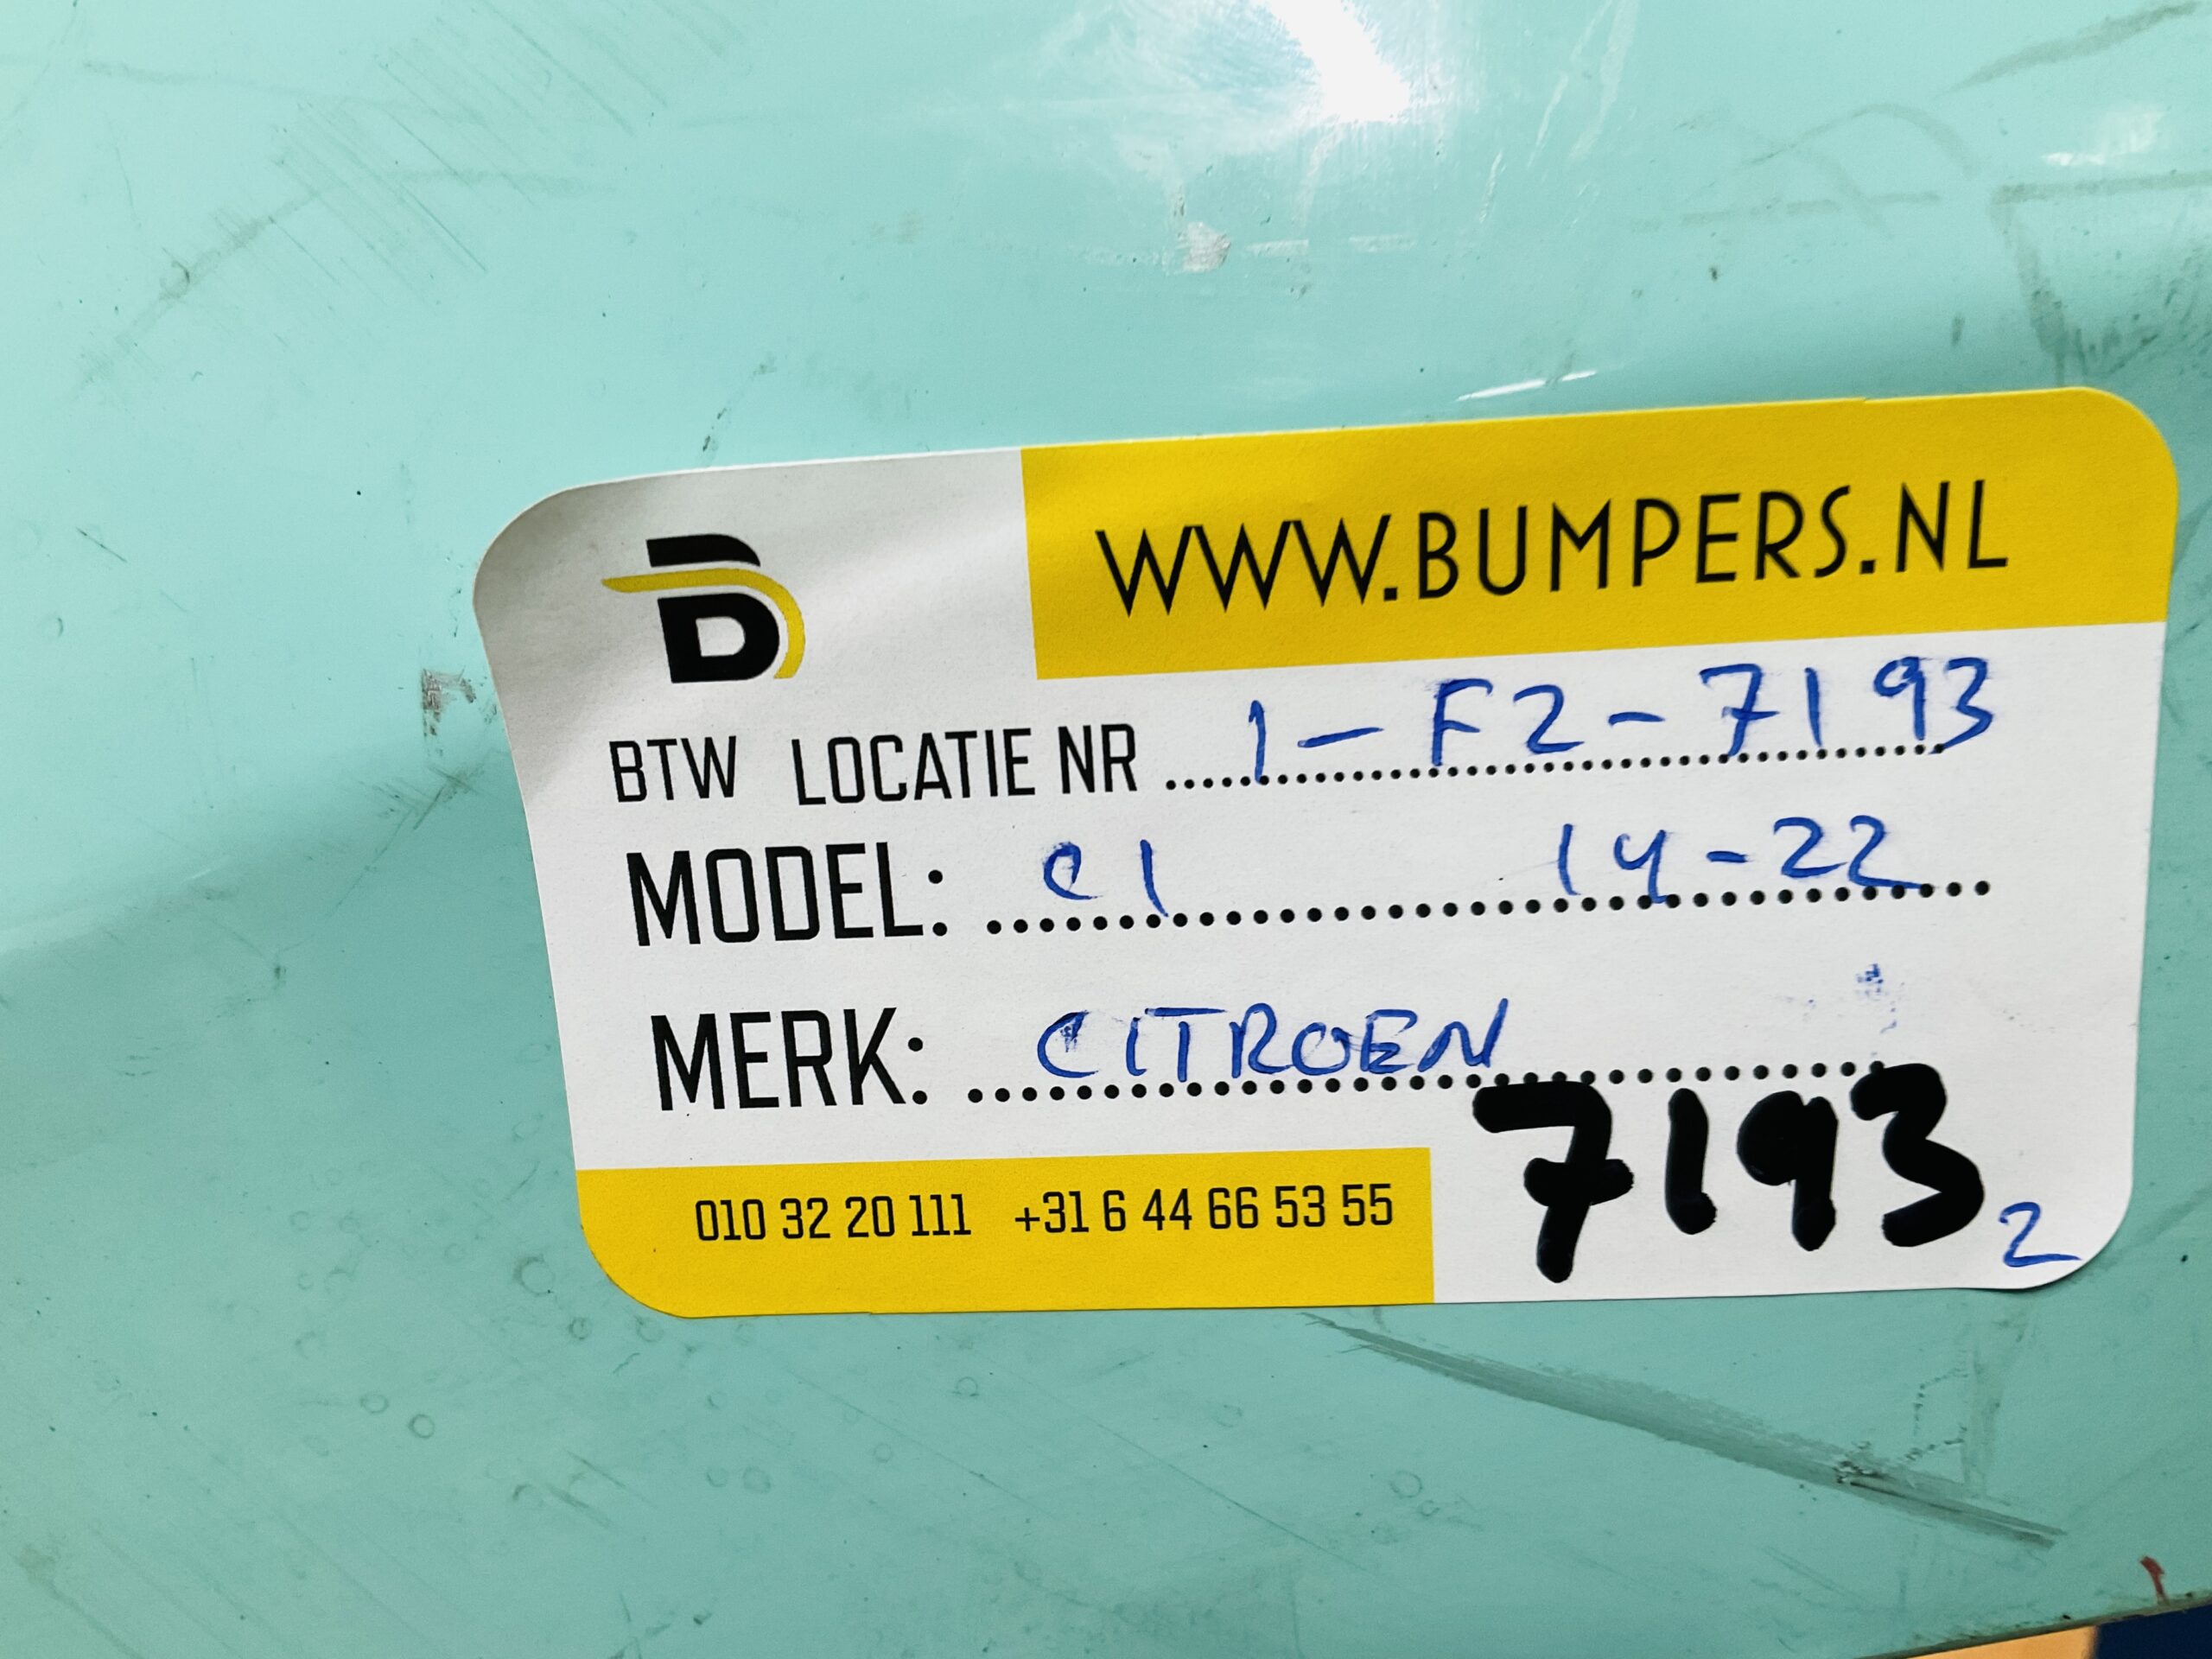 B
WWW.BUMPERS.NL
BTW LOCATIE NR 1-F2-7193
MODEL: C1 14-22
MERK: CITROEN
010 32 20 111 +31 6 44 66 53 55
7193 2